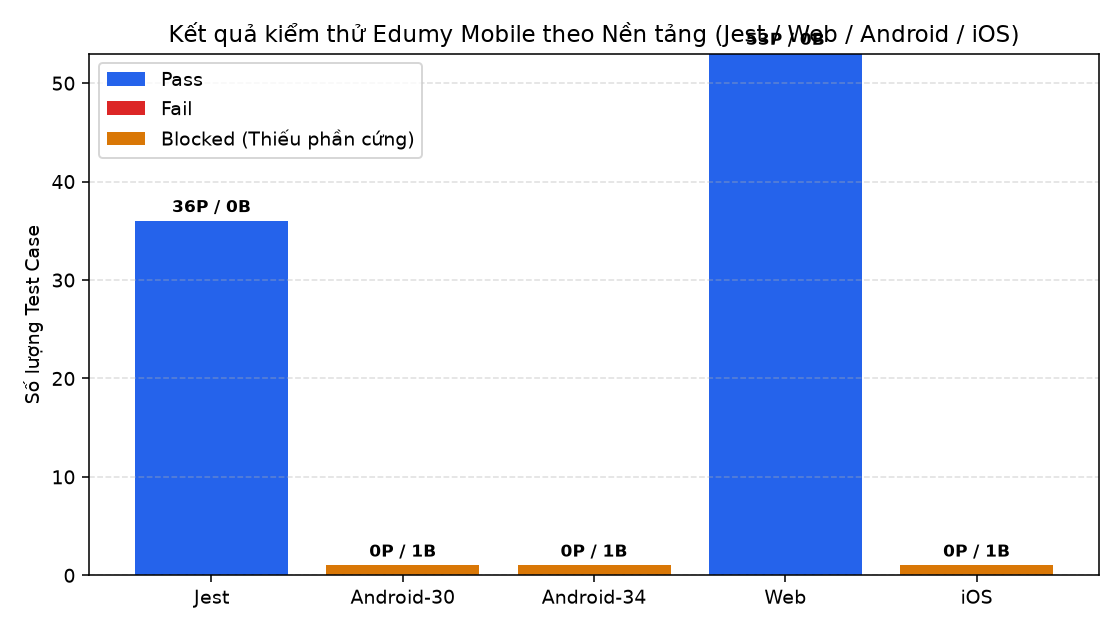 Kết quả kiểm thử Edumy Mobile theo Nền tảng (Jest / Web / Android / iOS)
53P / 0B
Pass
Fail
Blocked (Thiếu phần cứng)
Số lượng Test Case
50
40
30
20
10
0
36P / 0B
0P / 1B
0P / 1B
0P / 1B
Jest
Android-30
Android-34
Web
iOS